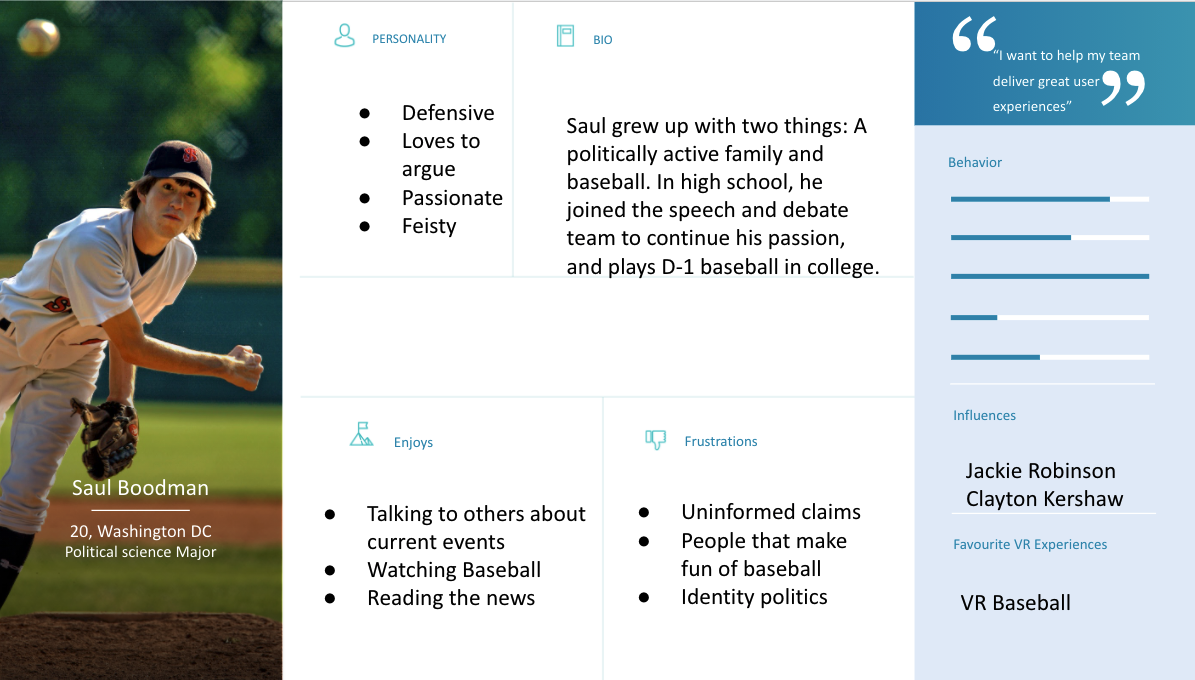 Saul Boodman
20, Washington DC
Political science Major
PERSONALITY
● Defensive
● Loves to
argue
● Passionate
● Feisty
BIO
Saul grew up with two things: A
politically active family and
baseball. In high school, he
joined the speech and debate
team to continue his passion,
and plays D-1 baseball in college.
Enjoys
● Talking to others about
current events
● Watching Baseball
● Reading the news
Frustrations
● Uninformed claims
● People that make
fun of baseball
● Identity politics
“I want to help my team
deliver great user
experiences”
Behavior
Influences
Jackie Robinson
Clayton Kershaw
Favourite VR Experiences
VR Baseball